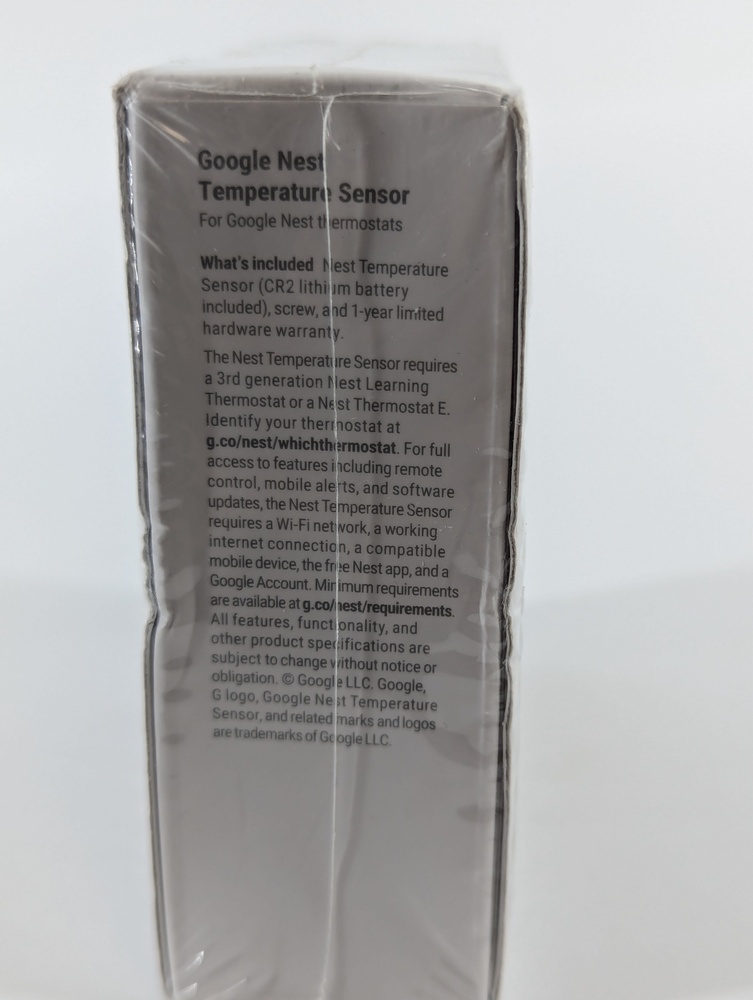 Google Nest
Temperature Sensor
For Google Nest thermostats
What's included Nest Temperature
Sensor (CR2 lithium battery
included), screw, and 1-year limited
hardware warranty.
The Nest Temperature Sensor requires
a 3rd generation Nest Learning
Thermostat or a Nest Thermostat E.
Identify your thermostat at
g.co/nest/whichthermostat. For full
access to features including remote
control, mobile alerts, and software
updates, the Nest Temperature Sensor
requires a Wi-Fi network, a working
internet connection, a compatible
mobile device, the free Nest app, and a
Google Account. Minimum requirements
are available at g.co/nest/requirements.
All features, functionality, and
other product specifications are
subject to change without notice or
obligation. © Google LLC. Google,
G logo, Google Nest Temperature
Sensor, and related marks and logos
are trademarks of Google LLC.